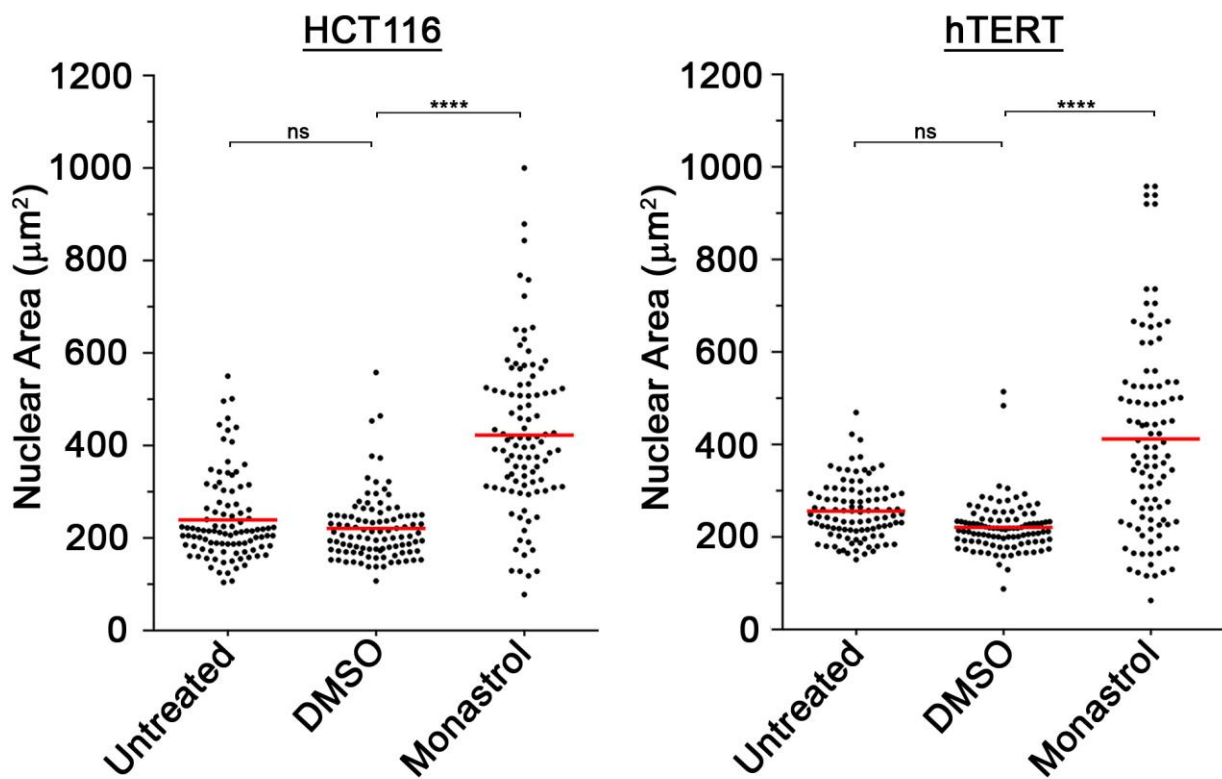 HCT116
1200
1000
800
600
400
200
0
Nuclear Area (μm²)
ns
****
Untreated
DMSO
Monastrol
hTERT
1200
1000
800
600
400
200
0
Nuclear Area (μm²)
ns
****
Untreated
DMSO
Monastrol